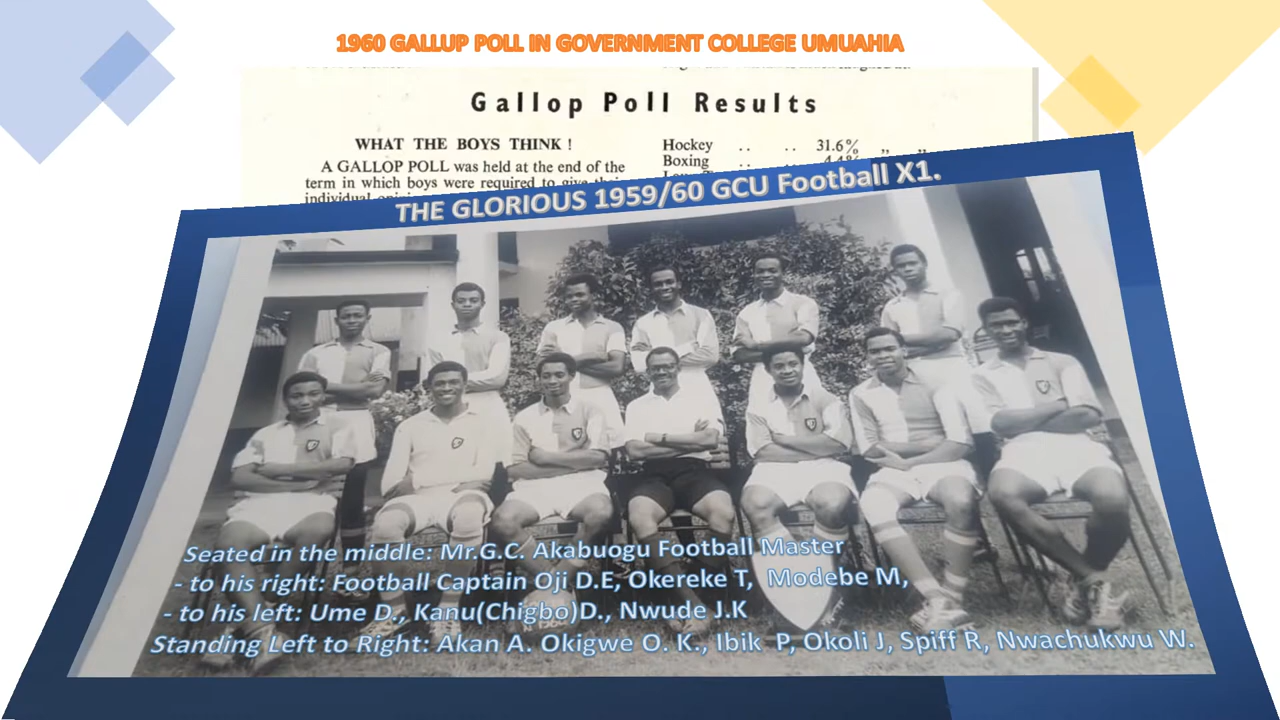 1960 GALLUP POLL IN GOVERNMENT COLLEGE UMUAHIA
Gallop Poll Results
WHAT THE BOYS THINK !
A GALLOP POLL was held at the end of the
term in which boys were required to give their
individual
Hockey .. .. 31.6% „ „
Boxing .. .. 4.4%
THE GLORIOUS 1959/60 GCU Football X1.
Seated in the middle: Mr.G.C. Akabuogu Football Master
- to his right: Football Captain Oji D.E, Okereke T, Modebe M,
- to his left: Ume D., Kanu(Chigbo)D., Nwude J.K
Standing Left to Right: Akan A. Okigwe O. K., Ibik P, Okoli J, Spiff R, Nwachukwu W.